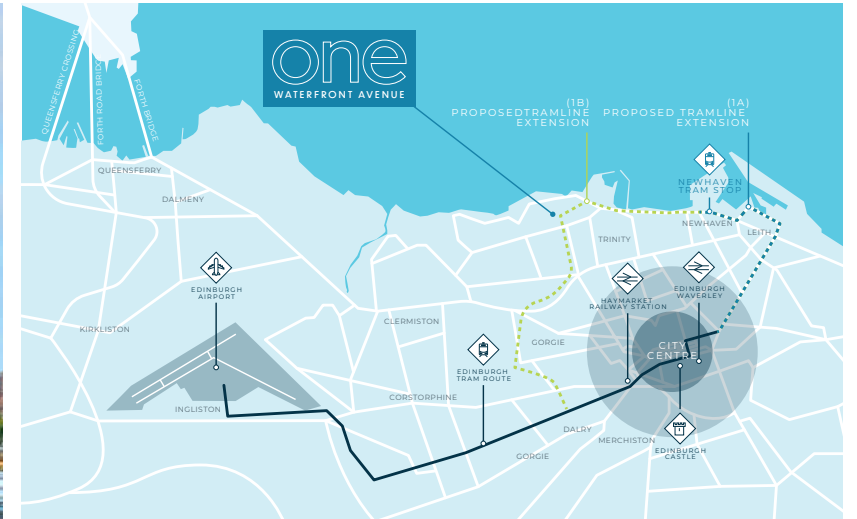 one
WATERFRONT AVENUE
QUEENSFERRY CROSSING
FORTH ROAD BRIDGE
FORTH BRIDGE
(1B)
PROPOSEDTRAMLINE
EXTENSION
(1A)
PROPOSED TRAMLINE
EXTENSION
QUEENSFERRY
DALMENY
NEWHAVEN
TRAM STOP
NEWHAVEN
LEITH
TRINITY
EDINBURGH
AIRPORT
HAYMARKET
RAILWAY STATION
EDINBURGH
WAVERLEY
KIRKLISTON
CLERMISTON
GORGIE
CITY
CENTRE
EDINBURGH
TRAM ROUTE
CORSTORPHINE
INGLISTON
DALRY
MERCHISTON
GORGIE
EDINBURGH
CASTLE